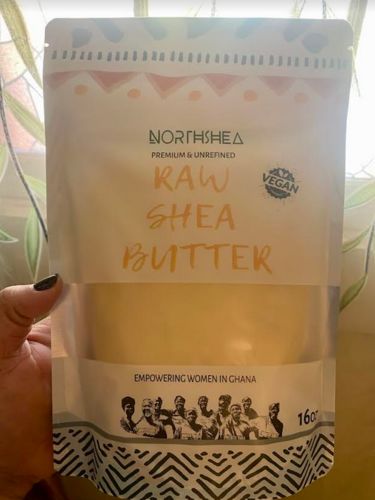 NORTHSHEA
PREMIUM & UNREFINED
RAW
SHEA
BUTTER
VEGAN
EMPOWERING WOMEN IN GHANA
16oz